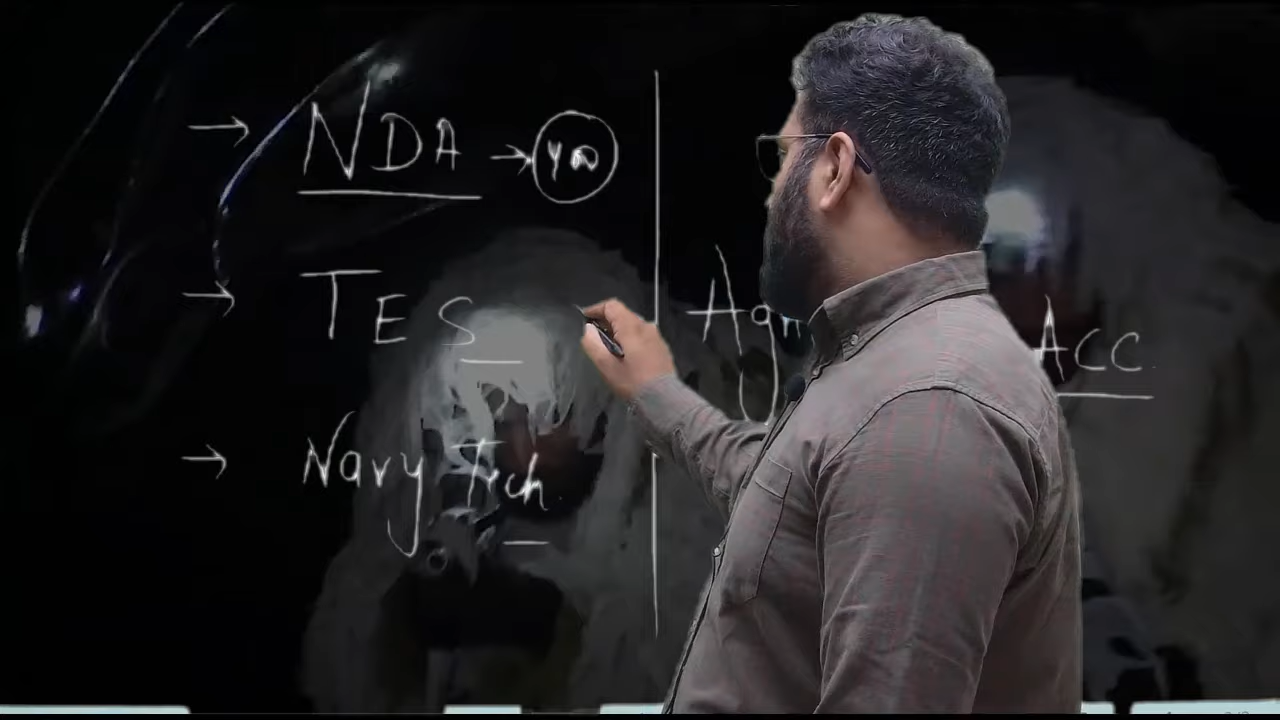 → NDA →
→ TES
→ Navy Tech
ACC